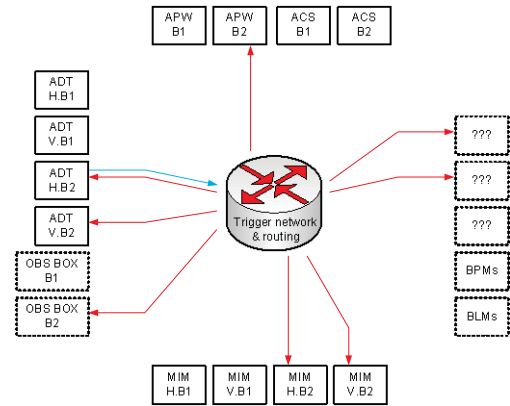 APW
B1
APW
B2
ACS
B1
ACS
B2
ADT
H.B1
ADT
V.B1
ADT
H.B2
ADT
V.B2
OBS BOX
B1
OBS BOX
B2
Trigger network
& routing
???
???
???
BPMs
BLMs
MIM
H.B1
MIM
V.B1
MIM
H.B2
MIM
V.B2